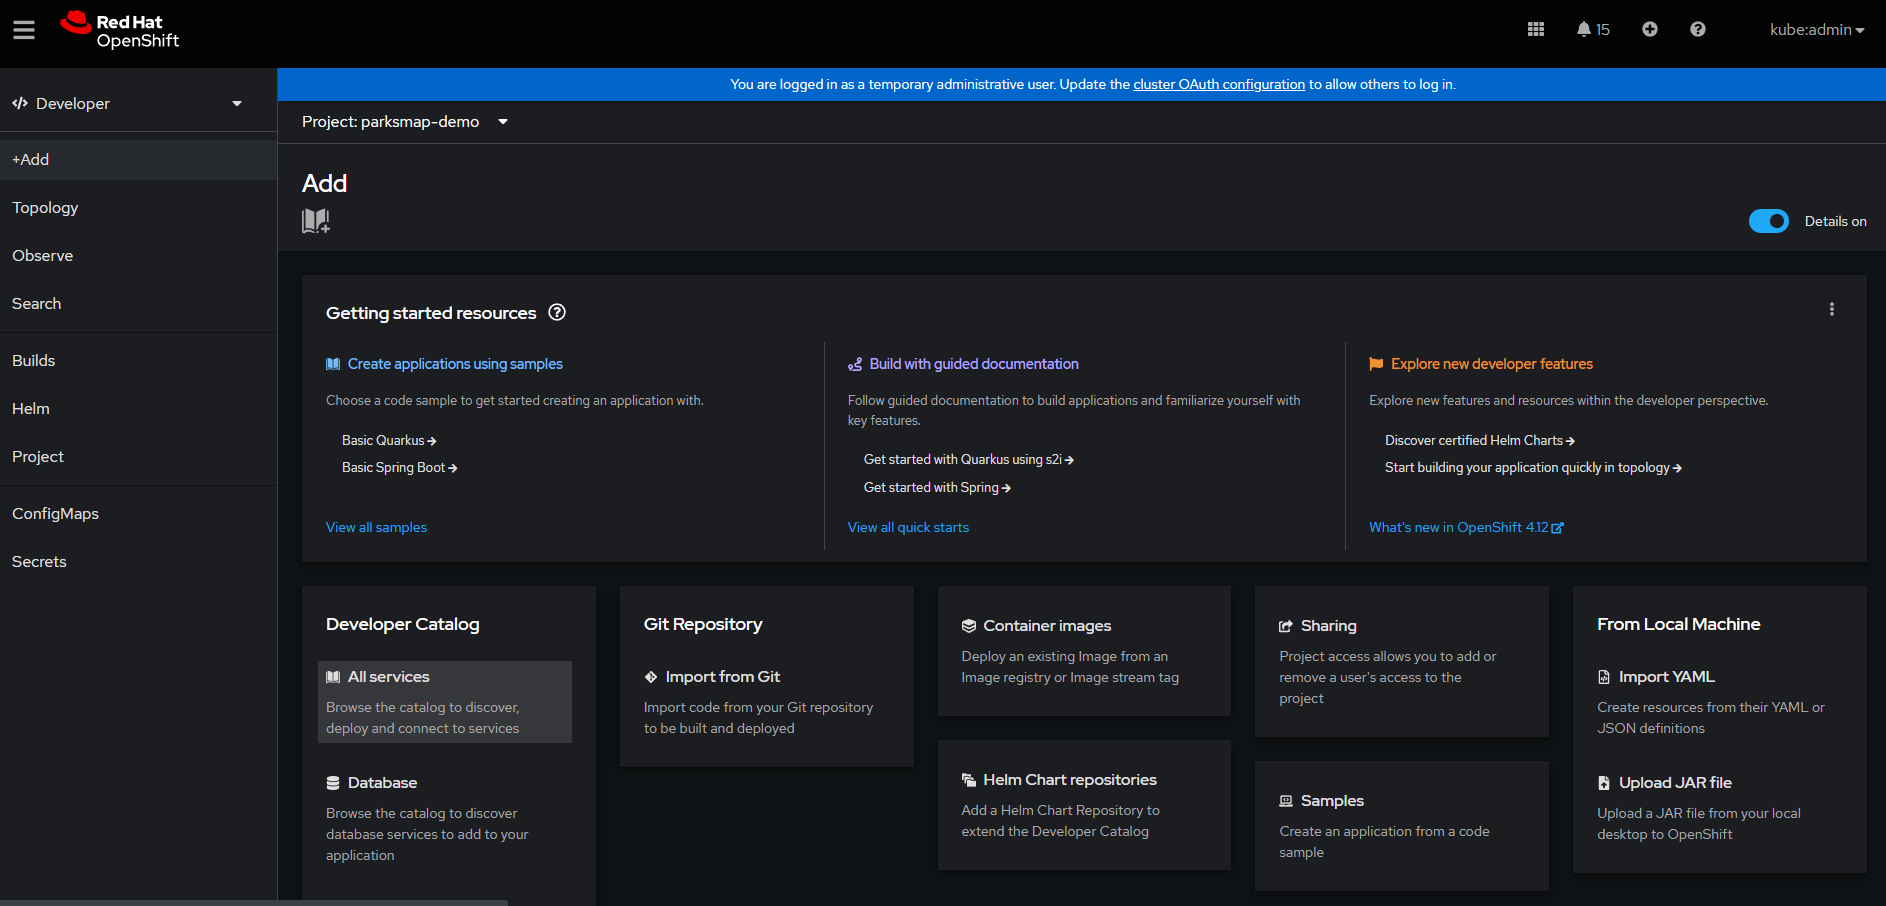 Red Hat
OpenShift
15
kube:admin
Developer
+Add
Topology
Observe
Search
Builds
Helm
Project
ConfigMaps
Secrets
You are logged in as a temporary administrative user. Update the cluster OAuth configuration to allow others to log in.
Project: parksmap-demo
Add
Details on
Getting started resources
Create applications using samples
Choose a code sample to get started creating an application with.
Basic Quarkus
Basic Spring Boot
View all samples
Build with guided documentation
Follow guided documentation to build applications and familiarize yourself with
key features.
Get started with Quarkus using s2i
Get started with Spring
View all quick starts
Explore new developer features
Explore new features and resources within the developer perspective.
Discover certified Helm Charts
Start building your application quickly in topology
What's new in OpenShift 4.12
Developer Catalog
All services
Browse the catalog to discover,
deploy and connect to services
Database
Browse the catalog to discover
database services to add to your
application
Git Repository
Import from Git
Import code from your Git repository
to be built and deployed
Container images
Deploy an existing Image from an
Image registry or Image stream tag
Helm Chart repositories
Add a Helm Chart Repository to
extend the Developer Catalog
Sharing
Project access allows you to add or
remove a user's access to the
project
Samples
Create an application from a code
sample
From Local Machine
Import YAML
Create resources from their YAML or
JSON definitions
Upload JAR file
Upload a JAR file from your local
desktop to OpenShift